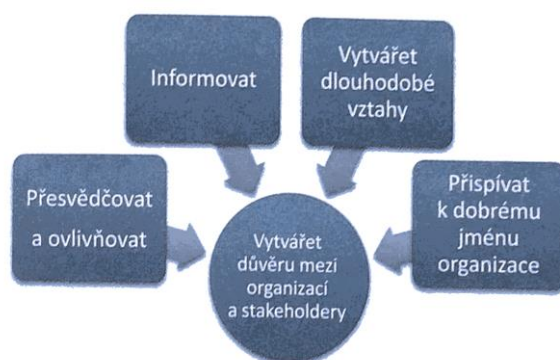 Informovat
Vytvářet
dlouhodobé
vztahy
Přesvědčovat
a ovlivňovat
Přispívat
k dobrému
jménu
organizace
Vytvářet
důvěru mezi
organizací
a stakeholdery